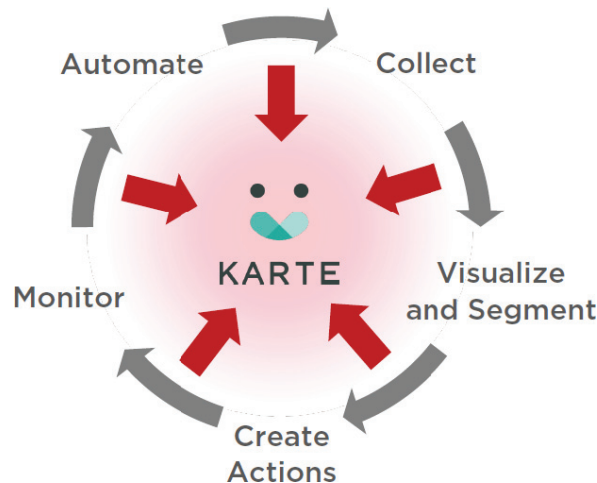 Automate
Collect
KARTE
Monitor
Visualize
and Segment
Create
Actions